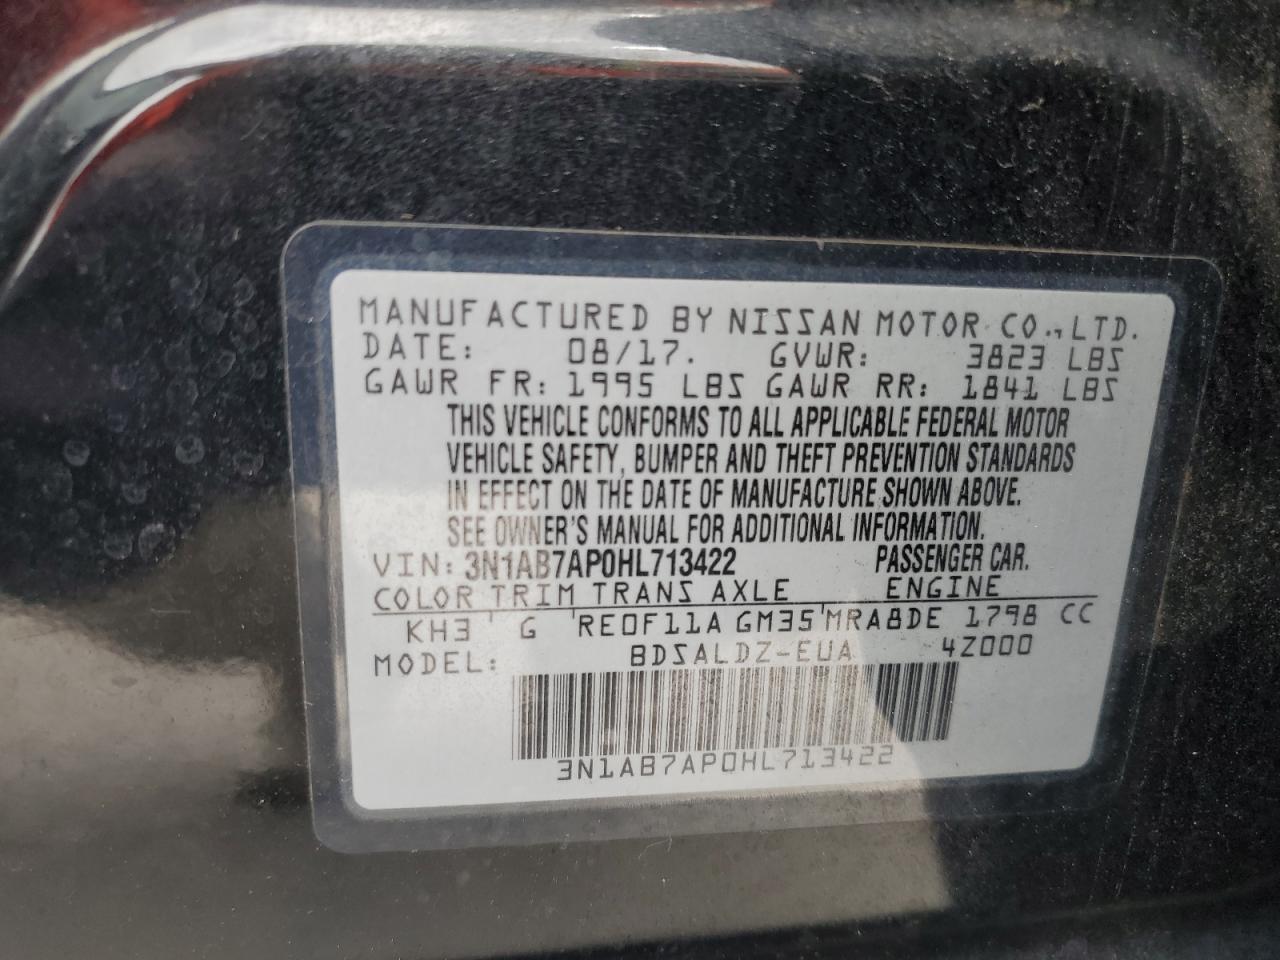 MANUFACTURED BY NISSAN MOTOR CO., LTD.
DATE: 08/17. GVWR: 3823 LBS
GAWR FR: 1995 LBS GAWR RR: 1841 LBS
THIS VEHICLE CONFORMS TO ALL APPLICABLE FEDERAL MOTOR
VEHICLE SAFETY, BUMPER AND THEFT PREVENTION STANDARDS
IN EFFECT ON THE DATE OF MANUFACTURE SHOWN ABOVE.
SEE OWNER'S MANUAL FOR ADDITIONAL INFORMATION.
VIN: 3N1AB7AP0HL713422 PASSENGER CAR.
COLOR TRIM TRANS AXLE ENGINE
KH3 ' G ' RE0F11A GM35 ' MRA8DE 1798 CC
MODEL: BDSALDZ-EUA 4Z000
3N1AB7AP0HL713422